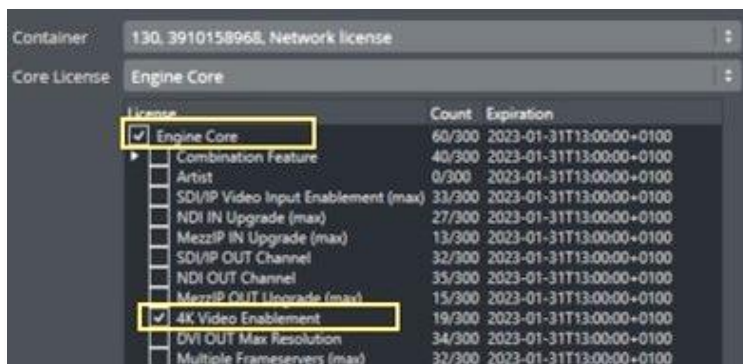 Container 130, 3910158968, Network license
Core License Engine Core
License Count Expiration
Engine Core 60/300 2023-01-31T13:00:00+0100
Combination Feature 40/300 2023-01-31T13:00:00+0100
Artist 0/300 2023-01-31T13:00:00+0100
SDI/IP Video Input Enablement (max) 33/300 2023-01-31T13:00:00+0100
NDI IN Upgrade (max) 27/300 2023-01-31T13:00:00+0100
MezzIP IN Upgrade (max) 13/300 2023-01-31T13:00:00+0100
SDI/IP OUT Channel 32/300 2023-01-31T13:00:00+0100
NDI OUT Channel 35/300 2023-01-31T13:00:00+0100
MezzIP OUT Upgrade (max) 15/300 2023-01-31T13:00:00+0100
4K Video Enablement 19/300 2023-01-31T13:00:00+0100
DVI OUT Max Resolution 34/300 2023-01-31T13:00:00+0100
Multiple Frameservers (max) 32/300 2023-01-31T13:00:00+0100